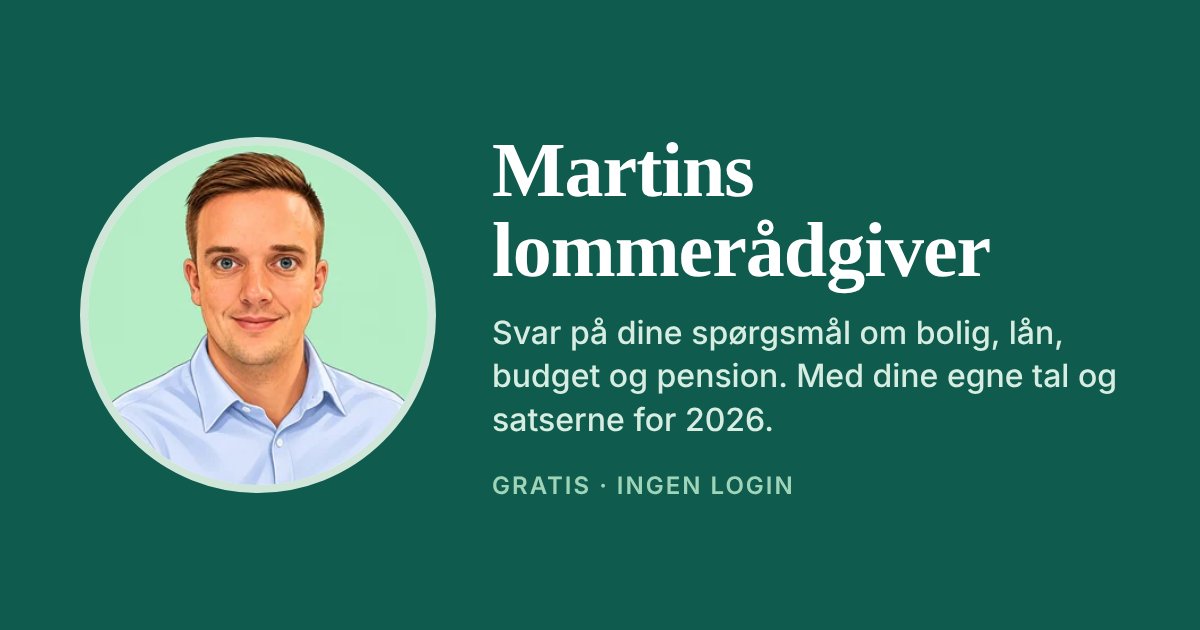 Martins
lommerådgiver
Svar på dine spørgsmål om bolig, lån,
budget og pension. Med dine egne tal og
satserne for 2026.
GRATIS · INGEN LOGIN